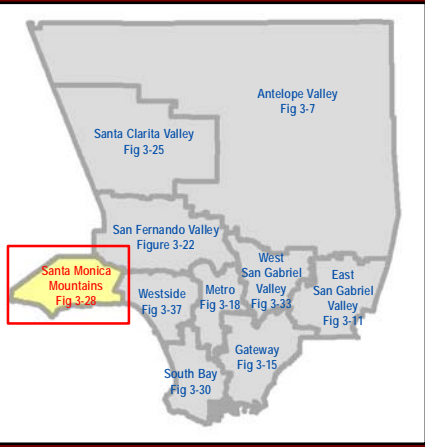 Antelope Valley
Fig 3-7
Santa Clarita Valley
Fig 3-25
San Fernando Valley
Figure 3-22
Santa Monica
Mountains
Fig 3-28
Westside
Fig 3-37
Metro
Fig 3-18
West
San Gabriel
Valley
Fig 3-33
East
San Gabriel
Valley
Fig 3-11
Gateway
Fig 3-15
South Bay
Fig 3-30